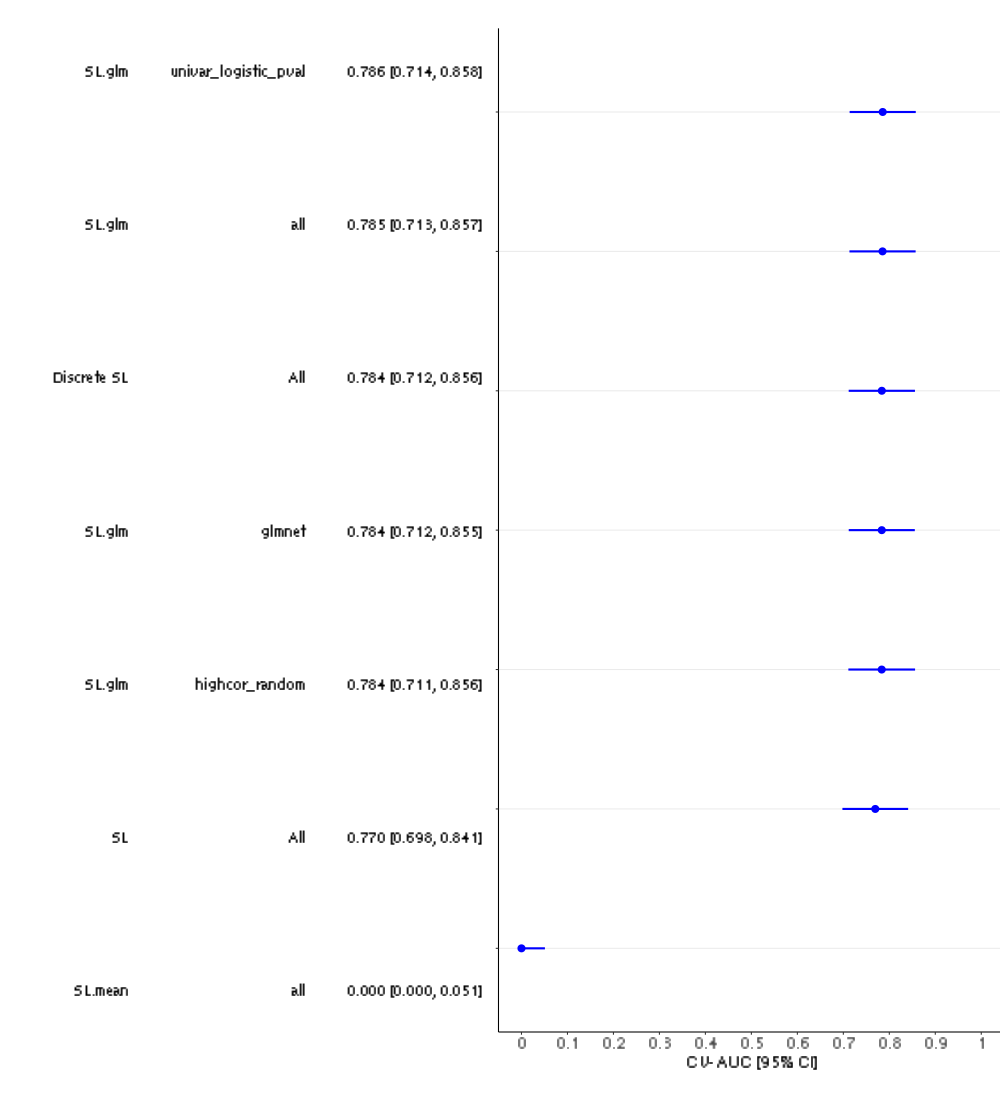 SL.glm univar_logistic_pval 0.786 [0.714, 0.858]
SL.glm all 0.785 [0.713, 0.857]
Discrete SL All 0.784 [0.712, 0.856]
SL.glm glmnet 0.784 [0.712, 0.855]
SL.glm highcor_random 0.784 [0.711, 0.856]
SL All 0.770 [0.698, 0.841]
SL.mean all 0.000 [0.000, 0.051]
0 0.1 0.2 0.3 0.4 0.5 0.6 0.7 0.8 0.9 1
CV-AUC [95% CI]